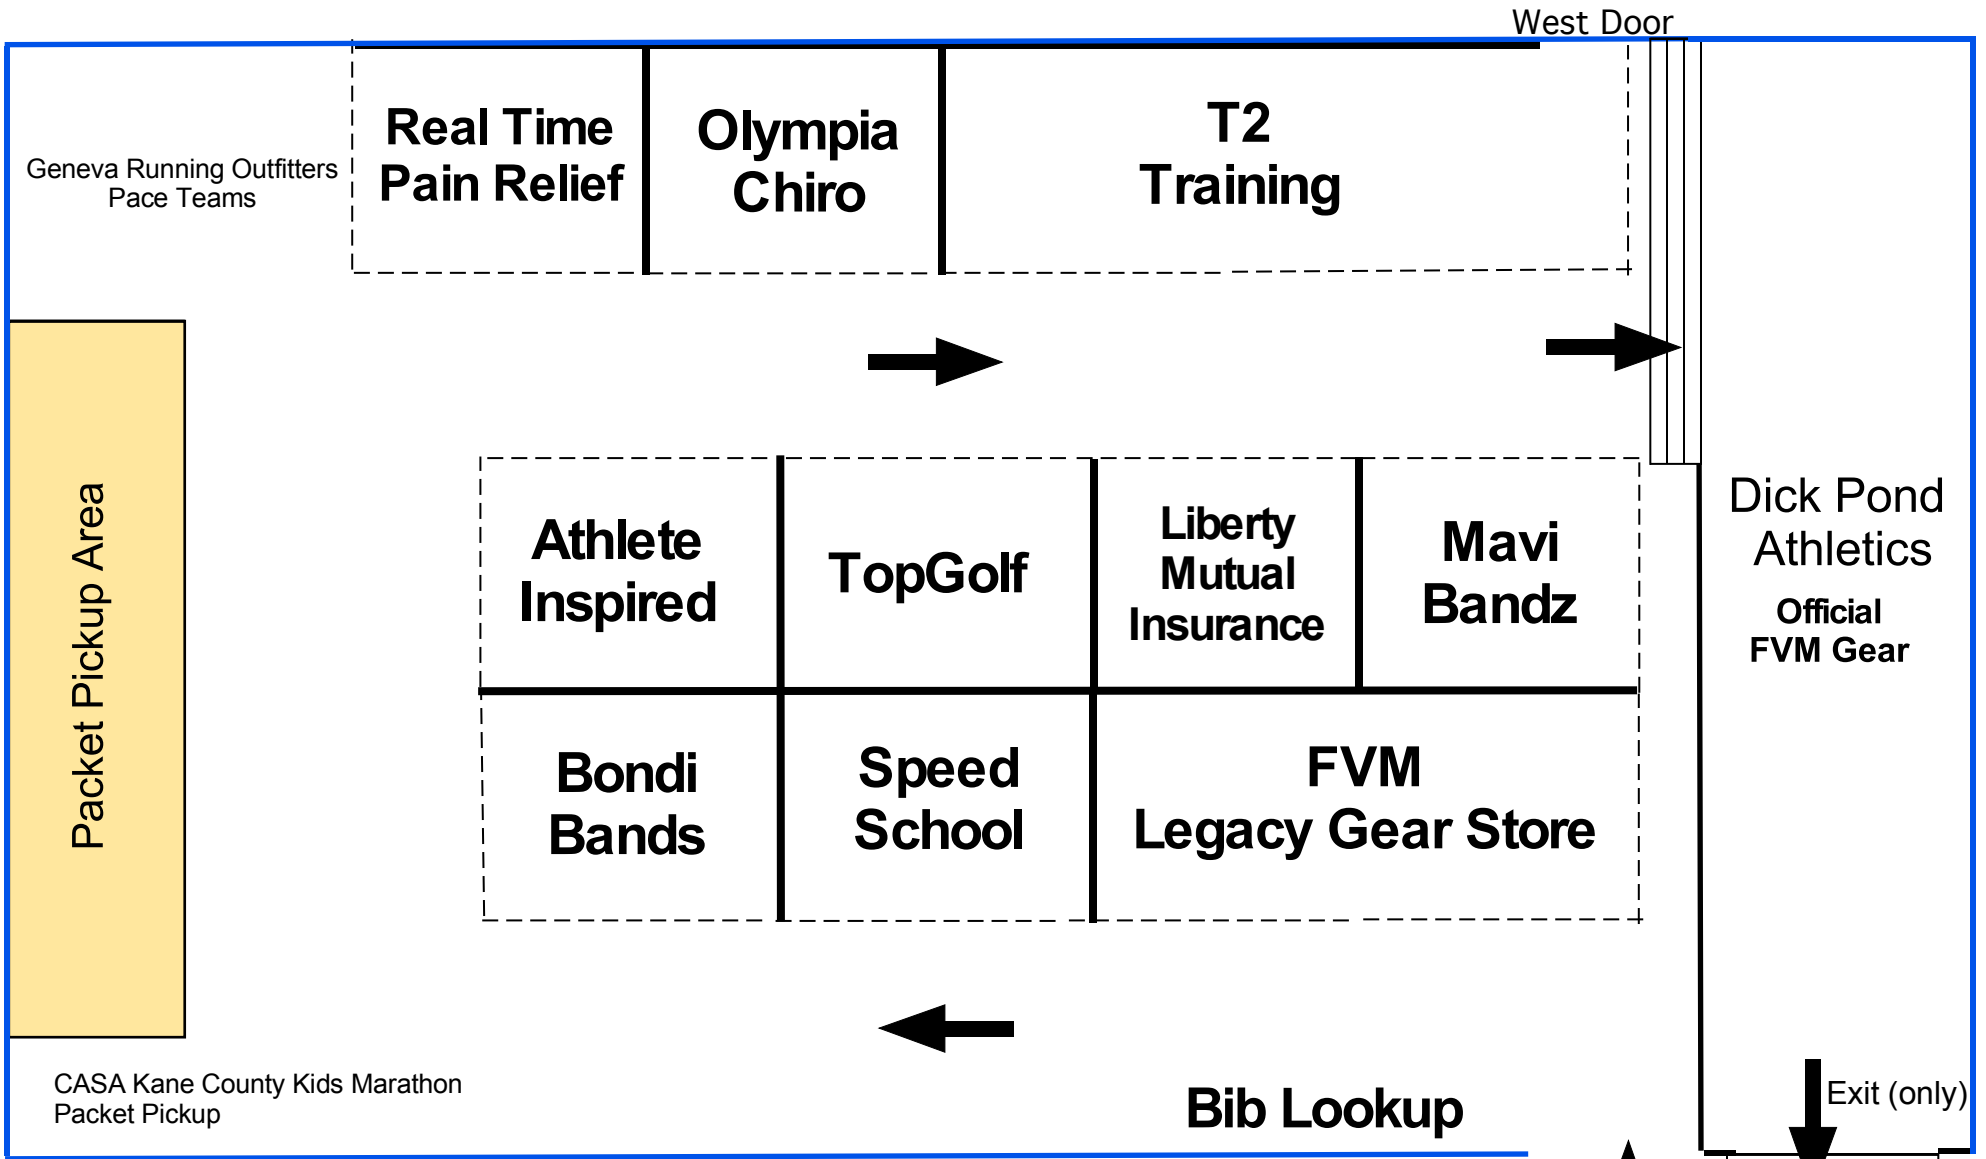 West Door
Real Time
Pain Relief
Olympia
Chiro
T2
Training
Geneva Running Outfitters
Pace Teams
Packet Pickup Area
Athlete
Inspired
TopGolf
Liberty
Mutual
Insurance
Mavi
Bandz
Dick Pond
Athletics
Official
FVM Gear
Bondi
Bands
Speed
School
FVM
Legacy Gear Store
CASA Kane County Kids Marathon
Packet Pickup
Bib Lookup
Exit (only)